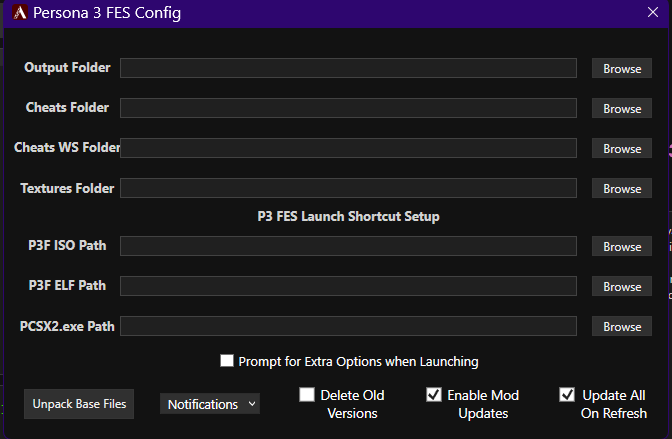 Persona 3 FES Config
Output Folder Browse
Cheats Folder Browse
Cheats WS Folder Browse
Textures Folder Browse
P3 FES Launch Shortcut Setup
P3F ISO Path Browse
P3F ELF Path Browse
PCSX2.exe Path Browse
Prompt for Extra Options when Launching
Unpack Base Files
Notifications
Delete Old
Versions
Enable Mod
Updates
Update All
On Refresh